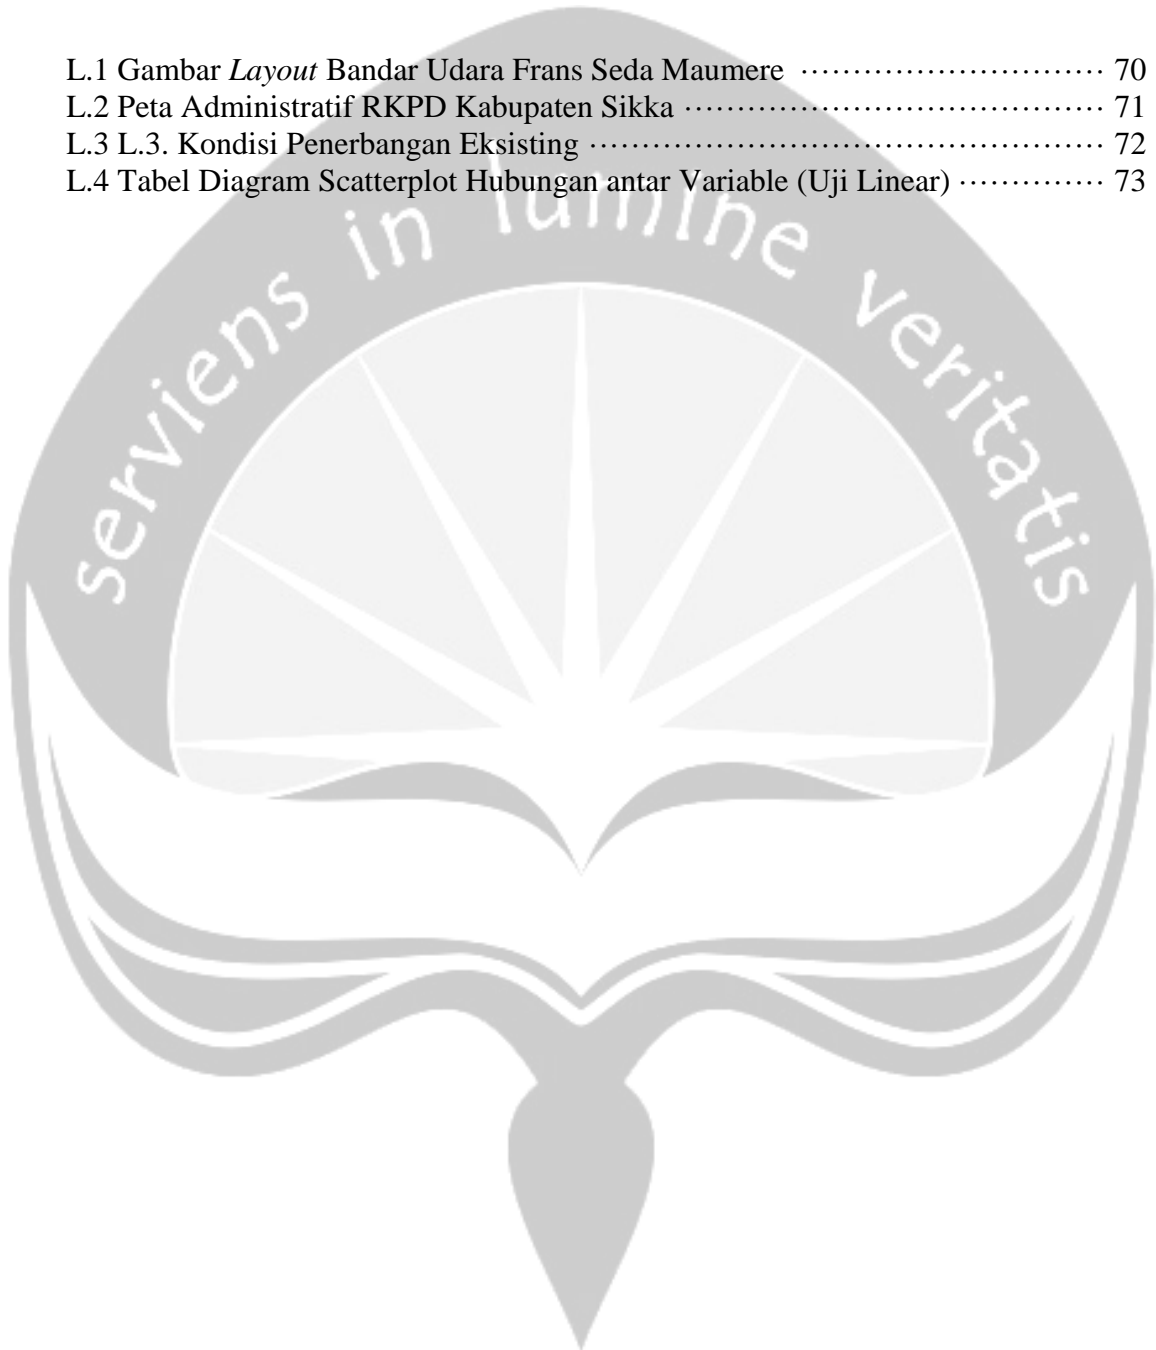 L.1 Gambar Layout Bandar Udara Frans Seda Maumere ····························· 70
L.2 Peta Administratif RKPD Kabupaten Sikka ········································ 71
L.3 L.3. Kondisi Penerbangan Eksisting ················································· 72
L.4 Tabel Diagram Scatterplot Hubungan antar Variable (Uji Linear) ·············· 73
serviens in lumine veritatis